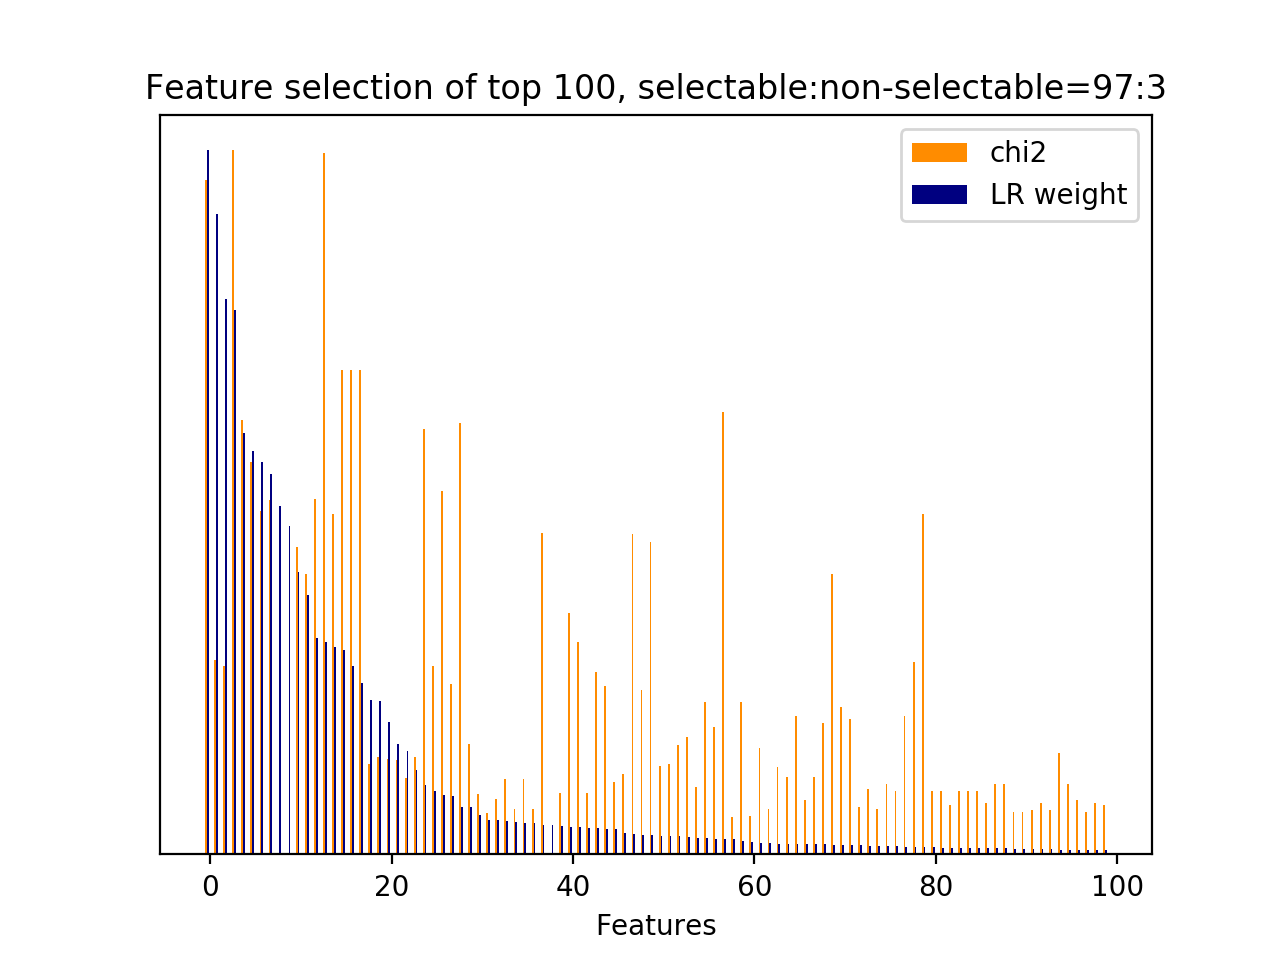 Feature selection of top 100, selectable:non-selectable=97:3
chi2
LR weight
0 20 40 60 80 100
Features